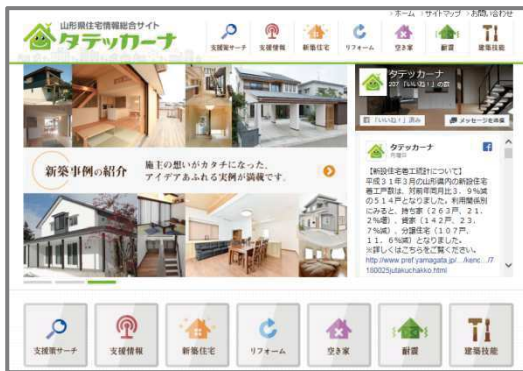 ホーム サイトマップ お問い合わせ
山形県住宅情報総合サイト
タテッカーナ
支援策サーチ 支援情報 新築住宅 リフォーム 空き家 耐震 建築技能
タテッカーナ
207 「いいね！」の数
「いいね！」済み メッセージを送信
新築事例の紹介
施主の想いがカタチになった、
アイデアあふれる実例が満載です。
タテッカーナ
月曜日
【新設住宅着工統計について】
平成３１年３月の山形県内の新設住宅
着工戸数は、対前年同月比３．９%減
の５１４戸となりました。利用関係別
にみると、持ち家（２６３戸、２１．
２%増）、貸家（１４２戸、２３．
７%減）、分譲住宅（１０７戸、
１１．６%減）となりました。
※詳しくはこちらをご覧ください。
http://www.pref.yamagata.jp/.../kenc.../7
180025jutakuchakko.html
支援策サーチ 支援情報 新築住宅 リフォーム 空き家 耐震 建築技能